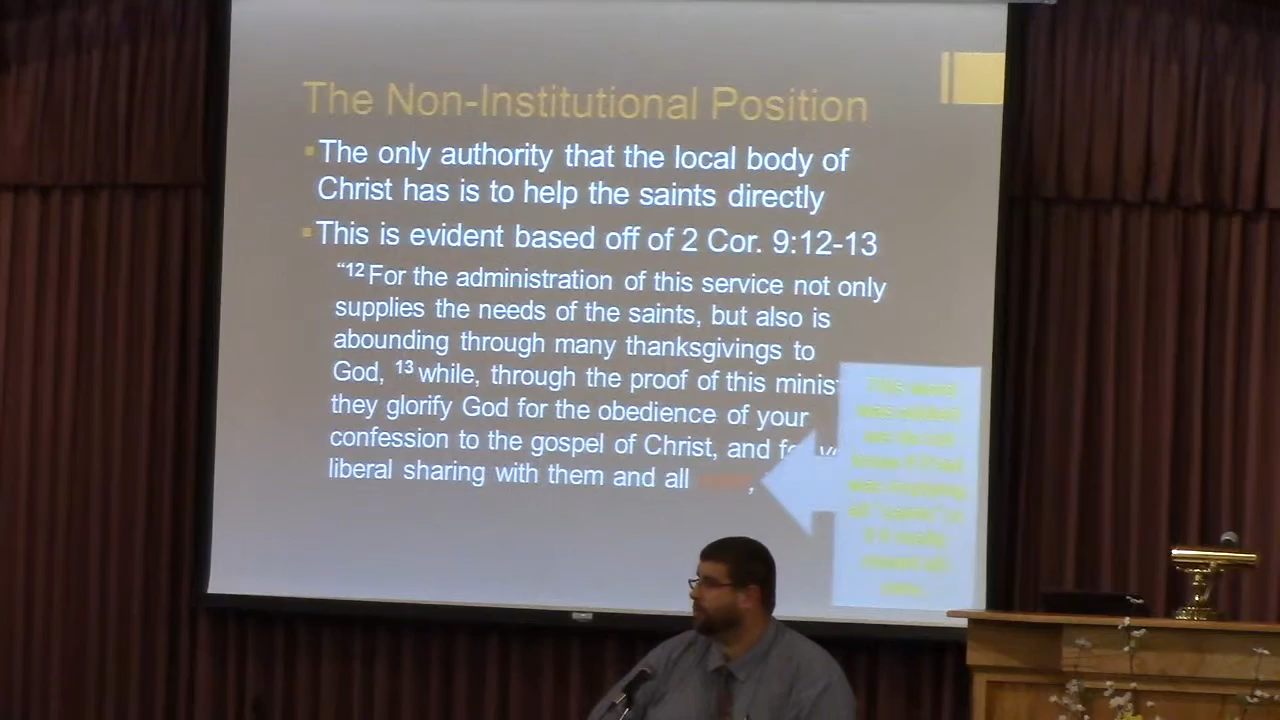 The Non-Institutional Position
The only authority that the local body of
Christ has is to help the saints directly
This is evident based off of 2 Cor. 9:12-13
“12 For the administration of this service not only
supplies the needs of the saints, but also is
abounding through many thanksgivings to
God, 13 while, through the proof of this minis
they glorify God for the obedience of your
confession to the gospel of Christ, and
liberal sharing with them and all
This word
was added